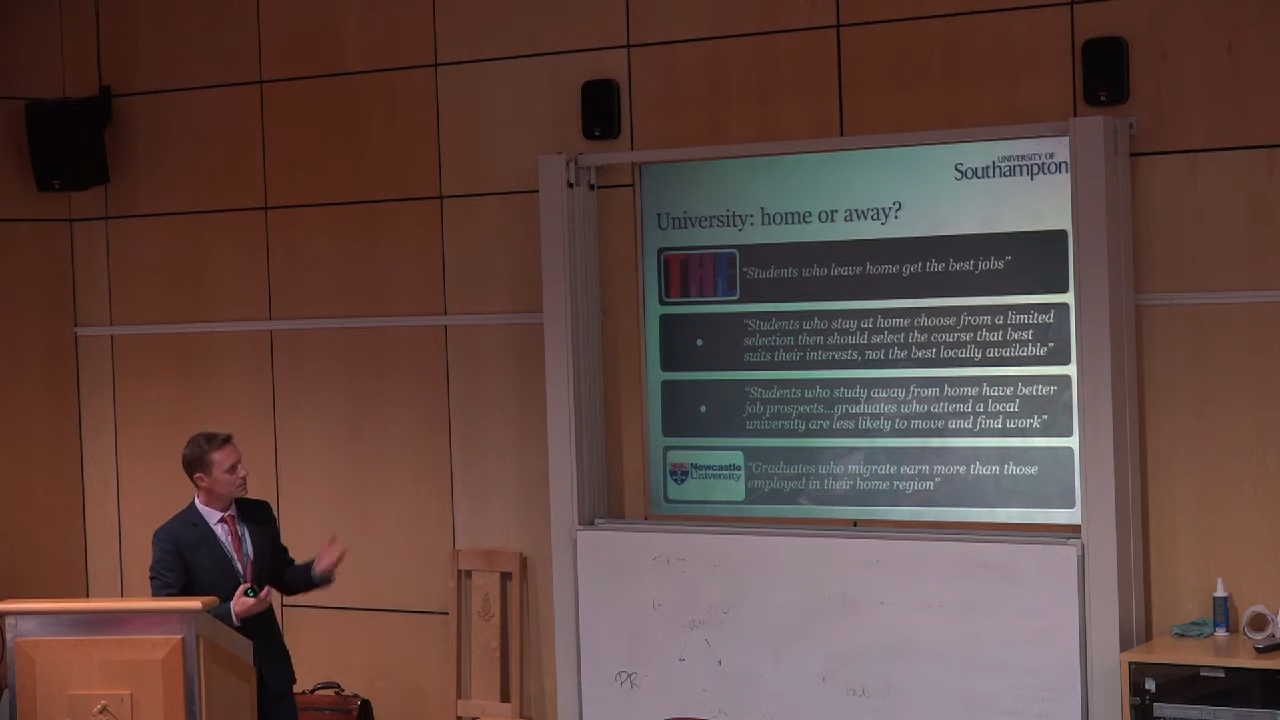 UNIVERSITY OF
Southampton
University: home or away?
THE
"Students who leave home get the best jobs"
"Students who stay at home choose from a limited
selection then should select the course that best
suits their interests, not the best locally available"
"Students who study away from home have better
job prospects...graduates who attend a local
university are less likely to move and find work"
Newcastle
University
"Graduates who migrate earn more than those
employed in their home region"
PR